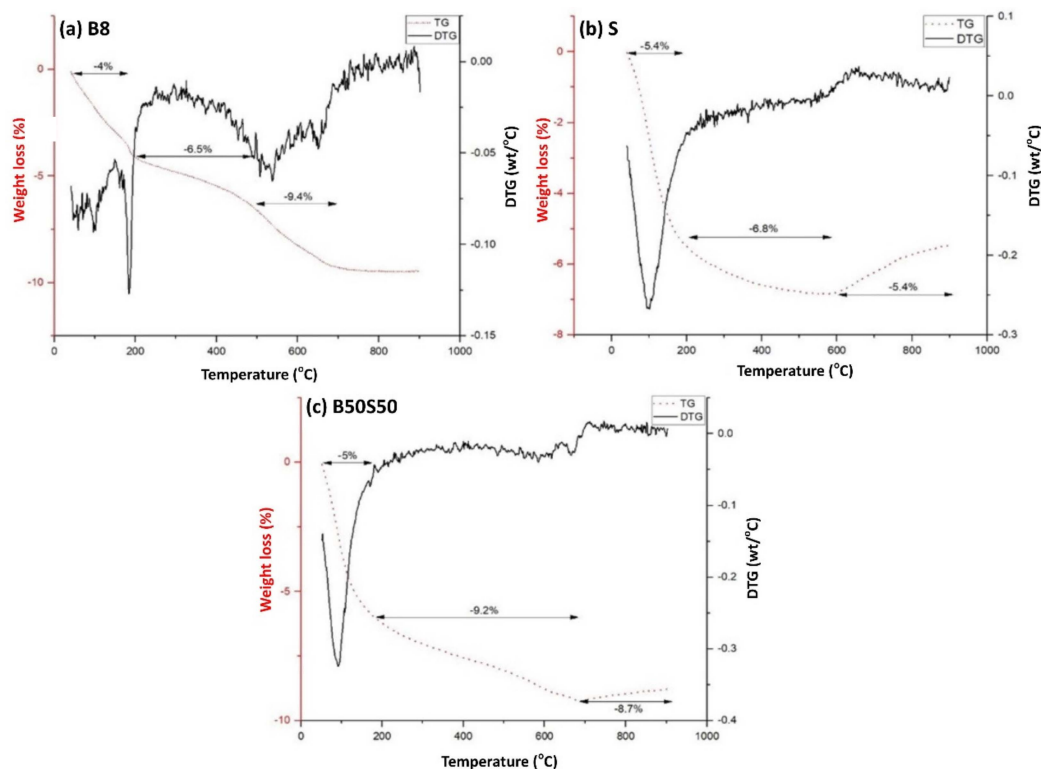 (a) B8
TG
DTG
-4%
-6.5%
-9.4%
0
-5
-10
0.00
-0.05
-0.10
-0.15
0 200 400 600 800 1000
Weight loss (%)
DTG (wt/°C)
Temperature (°C)
(b) S
TG
DTG
-5.4%
-6.8%
-5.4%
0
-2
-4
-6
-8
0.1
0.0
-0.1
-0.2
-0.3
0 200 400 600 800 1000
Weight loss (%)
DTG (wt/°C)
Temperature (°C)
(c) B50S50
TG
DTG
-5%
-9.2%
-8.7%
0
-5
-10
0.0
-0.1
-0.2
-0.3
-0.4
0 200 400 600 800 1000
Weight loss (%)
DTG (wt/°C)
Temperature (°C)